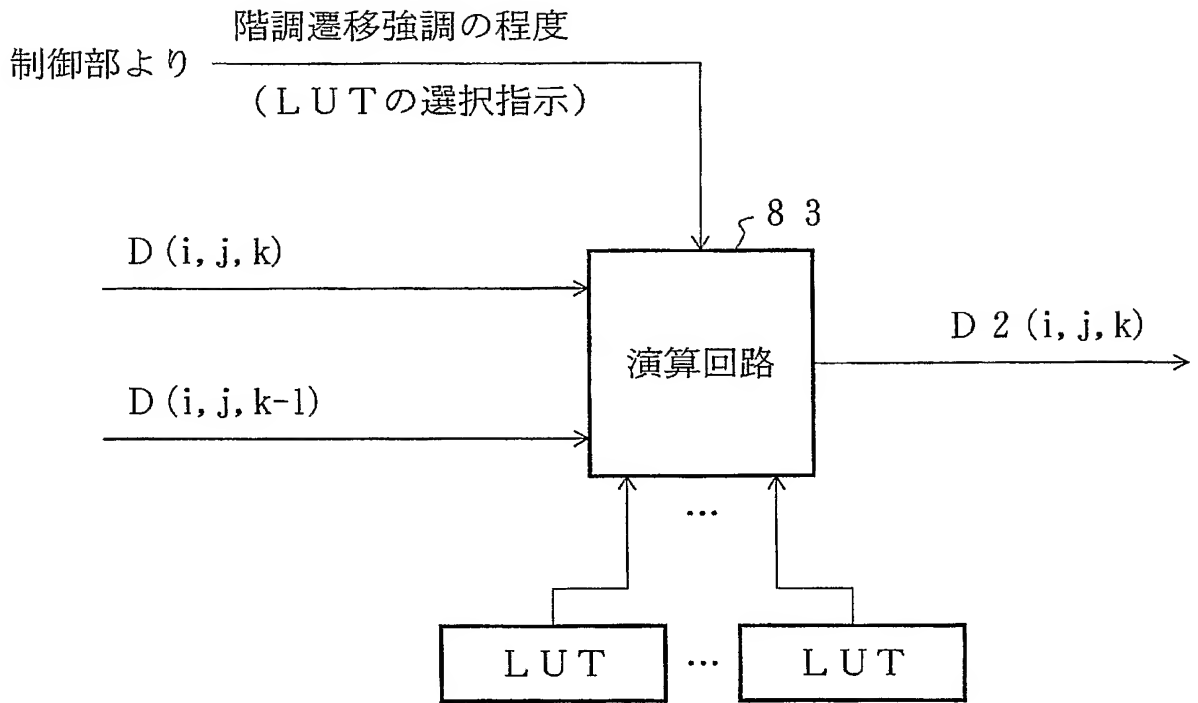 階調遷移強調の程度
制御部より
（ＬＵＴの選択指示）
８３
D (i, j, k)
D 2 (i, j, k)
演算回路
D (i, j, k-1)
…
ＬＵＴ … ＬＵＴ